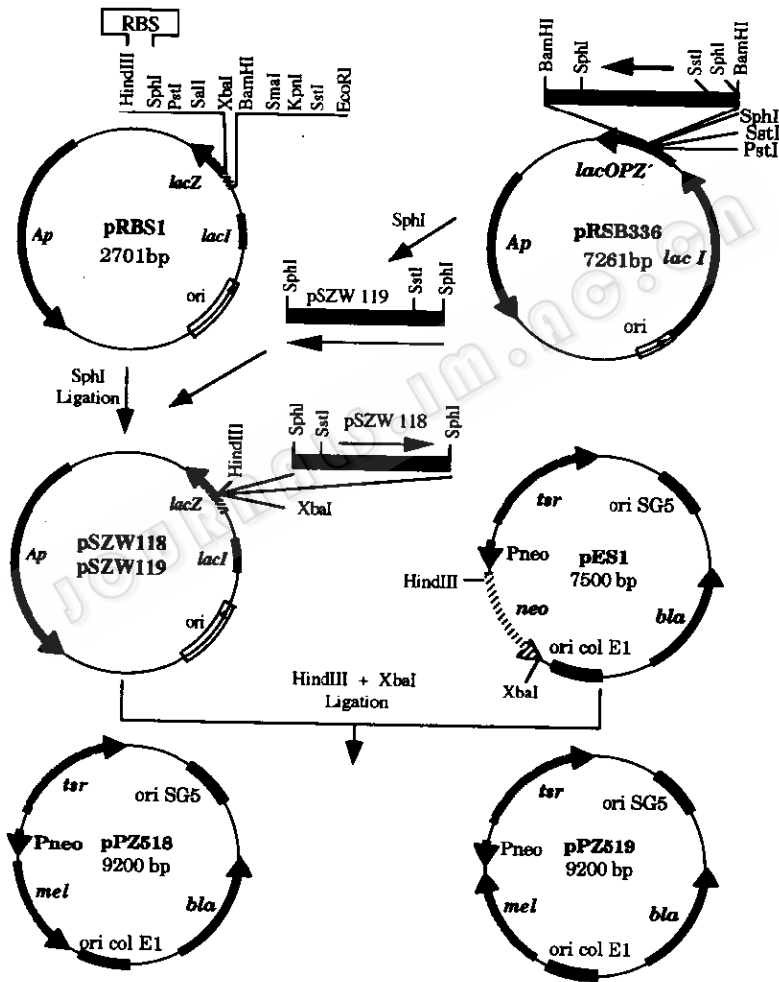 RBS
HindIII
SphI
PstI
SalI
XbaI
BamHI
SmaI
KpnI
SstI
EcoRI
lacZ
Ap
pRBS1
2701bp
lacI
ori
BamHI
SphI
SstI
SphI
BamHI
SphI
SstI
PstI
lacOPZ´
Ap
pRSB336
7261bp
lac I
ori
SphI
SphI
pSZW 119
SstI
SphI
SphI
Ligation
SphI
SstI
pSZW 118
SphI
HindIII
XbaI
lacZ
Ap
pSZW118
pSZW119
lacI
ori
tsr
ori SG5
Pneo
pES1
7500 bp
HindIII
neo
bla
ori col E1
XbaI
HindIII + XbaI
Ligation
tsr
ori SG5
Pneo
pPZ518
9200 bp
mel
bla
ori col E1
tsr
ori SG5
Pneo
pPZ519
9200 bp
mel
bla
ori col E1
JOURNALS.IM.AC.CN